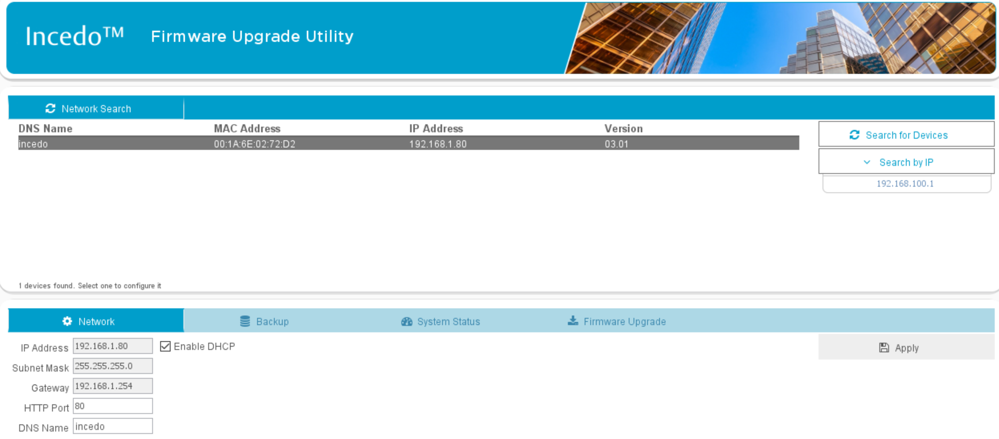 Incedo™ Firmware Upgrade Utility
Network Search
DNS Name MAC Address IP Address Version
incedo 00:1A:6E:02:72:D2 192.168.1.80 03.01
Search for Devices
Search by IP
192.168.100.1
1 devices found. Select one to configure it
Network Backup System Status Firmware Upgrade
IP Address 192.168.1.80 Enable DHCP Apply
Subnet Mask 255.255.255.0
Gateway 192.168.1.254
HTTP Port 80
DNS Name incedo